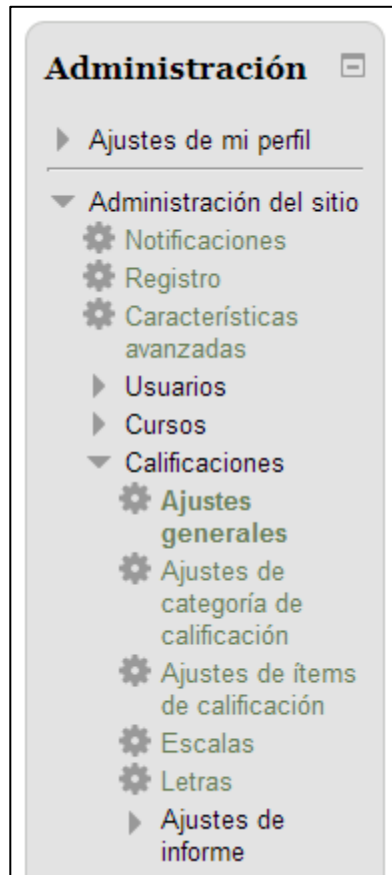 Administración
Ajustes de mi perfil
Administración del sitio
Notificaciones
Registro
Características
avanzadas
Usuarios
Cursos
Calificaciones
Ajustes
generales
Ajustes de
categoría de
calificación
Ajustes de ítems
de calificación
Escalas
Letras
Ajustes de
informe